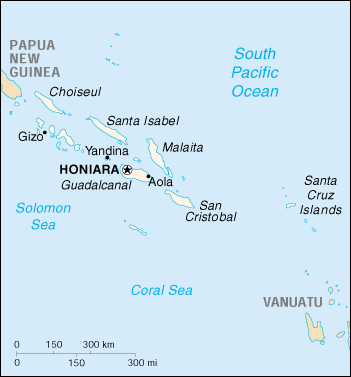 PAPUA
NEW
GUINEA
South
Pacific
Ocean
Choiseul
Santa Isabel
Gizo
Yandina
Malaita
HONIARA
Guadalcanal
Aola
San
Cristobal
Santa
Cruz
Islands
Solomon
Sea
Coral Sea
VANUATU
0 150 300 km
0 150 300 mi